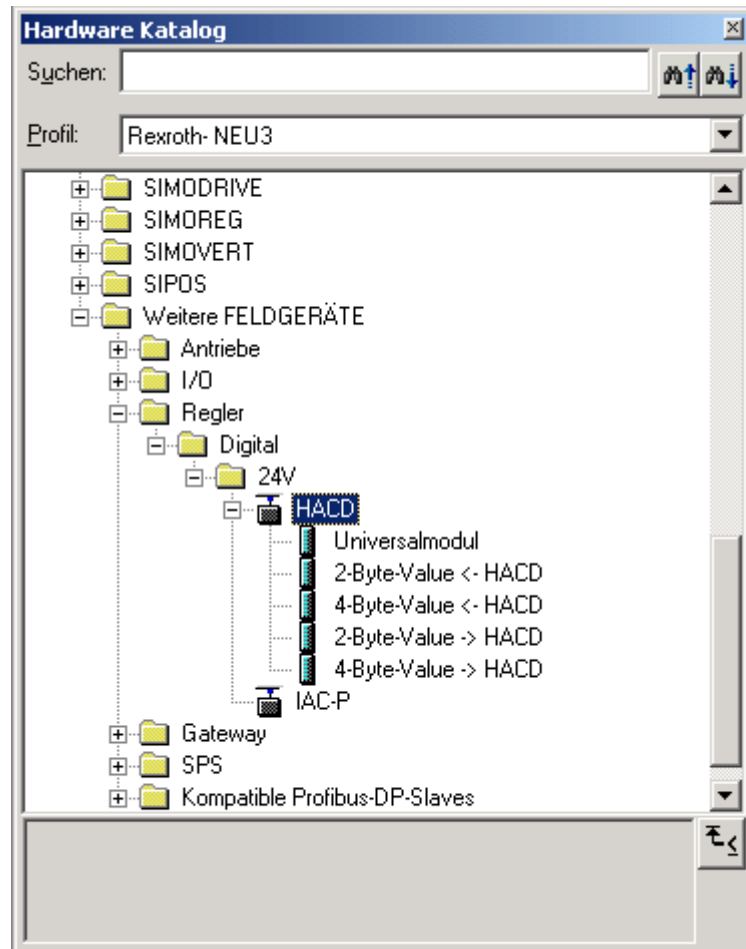 Hardware Katalog
Suchen:
Profil: Rexroth- NEU3
SIMODRIVE
SIMOREG
SIMOVERT
SIPOS
Weitere FELDGERÄTE
Antriebe
I/O
Regler
Digital
24V
HACD
Universalmodul
2-Byte-Value <- HACD
4-Byte-Value <- HACD
2-Byte-Value -> HACD
4-Byte-Value -> HACD
IAC-P
Gateway
SPS
Kompatible Profibus-DP-Slaves